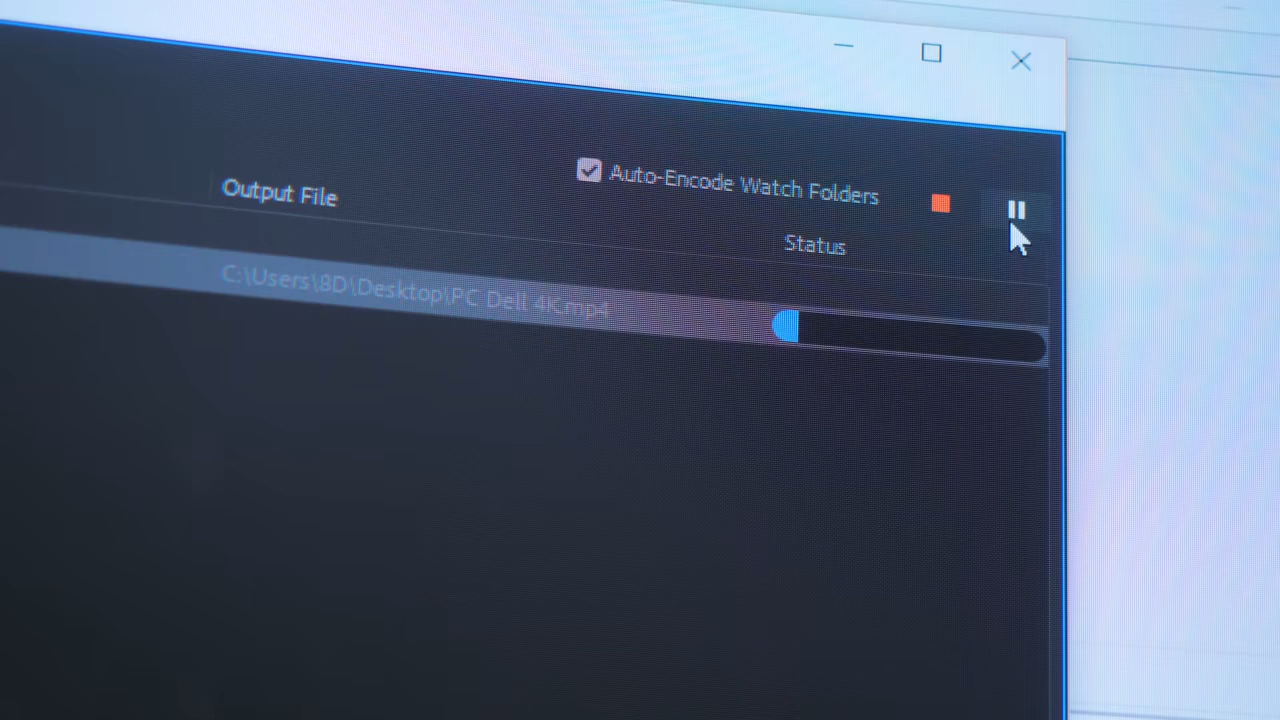 Auto-Encode Watch Folders
Output File
Status
C:\Users\8D\Desktop\PC Dell 4K.mp4